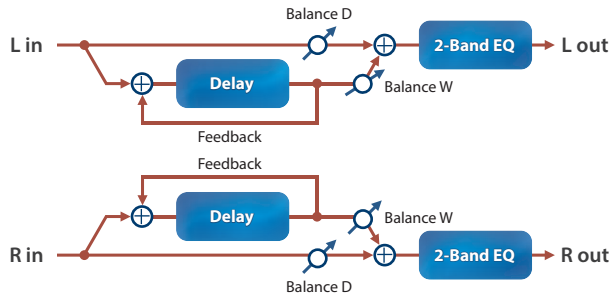 Balance D
L in
2-Band EQ
L out
Delay
Balance W
Feedback
Feedback
Delay
Balance W
R in
2-Band EQ
R out
Balance D